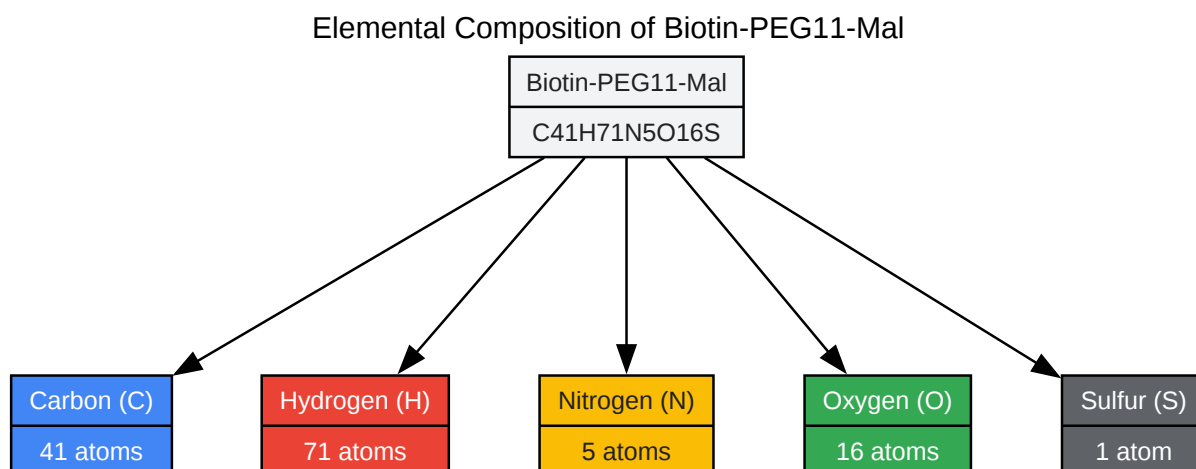 Elemental Composition of Biotin-PEG11-Mal
Biotin-PEG11-Mal
C41H71N5O16S
Carbon (C)
41 atoms
Hydrogen (H)
71 atoms
Nitrogen (N)
5 atoms
Oxygen (O)
16 atoms
Sulfur (S)
1 atom